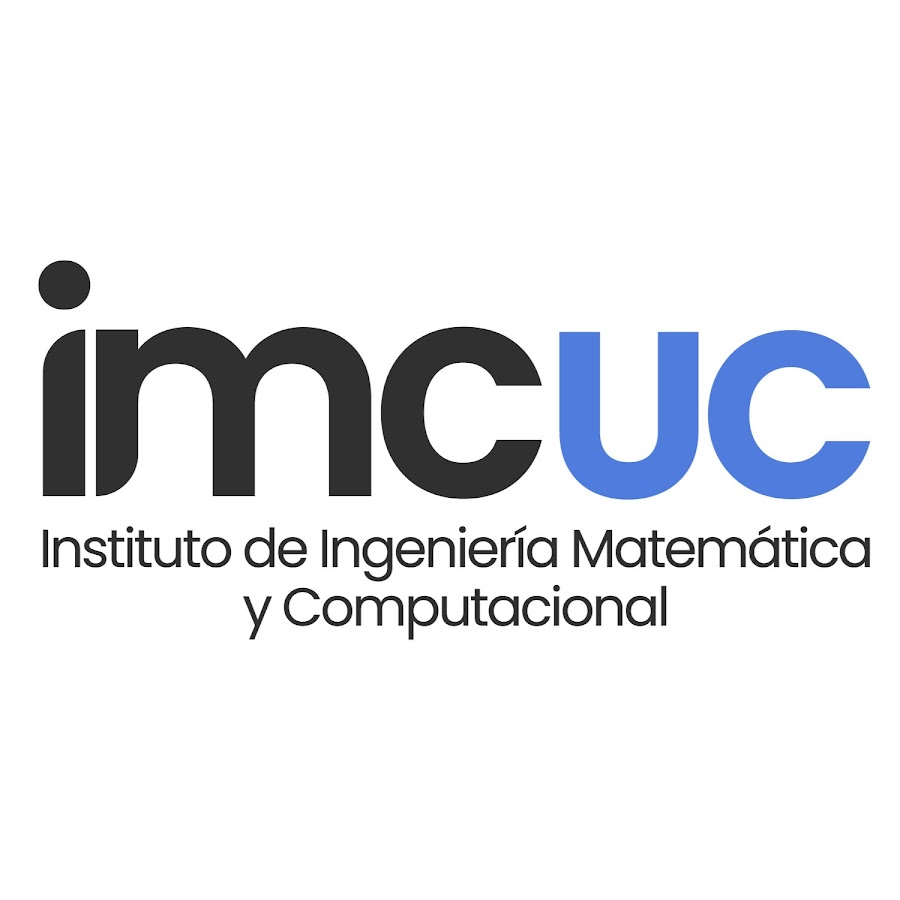 imcuc
Instituto de Ingeniería Matemática
y Computacional